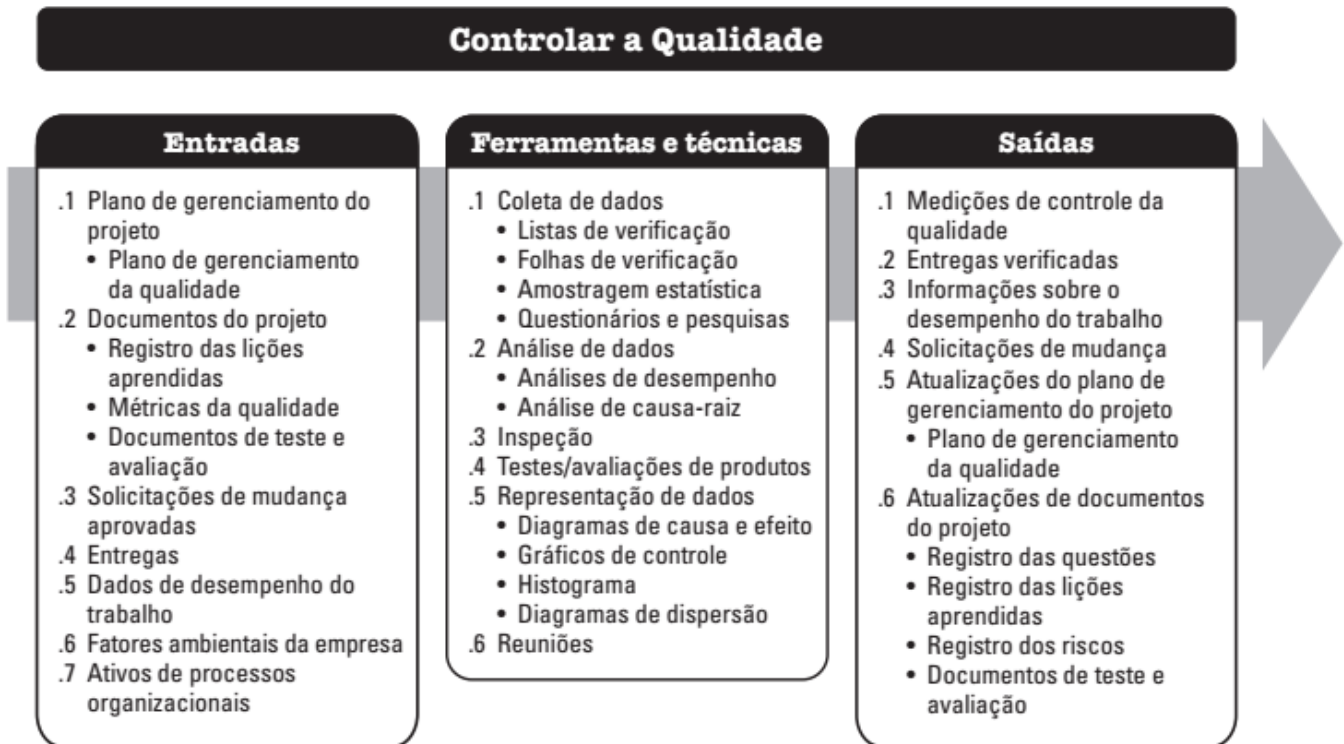 Controlar a Qualidade
Entradas
.1 Plano de gerenciamento do
projeto
• Plano de gerenciamento
da qualidade
.2 Documentos do projeto
• Registro das lições
aprendidas
• Métricas da qualidade
• Documentos de teste e
avaliação
.3 Solicitações de mudança
aprovadas
.4 Entregas
.5 Dados de desempenho do
trabalho
.6 Fatores ambientais da empresa
.7 Ativos de processos
organizacionais
Ferramentas e técnicas
.1 Coleta de dados
• Listas de verificação
• Folhas de verificação
• Amostragem estatística
• Questionários e pesquisas
.2 Análise de dados
• Análises de desempenho
• Análise de causa-raiz
.3 Inspeção
.4 Testes/avaliações de produtos
.5 Representação de dados
• Diagramas de causa e efeito
• Gráficos de controle
• Histograma
• Diagramas de dispersão
.6 Reuniões
Saídas
.1 Medições de controle da
qualidade
.2 Entregas verificadas
.3 Informações sobre o
desempenho do trabalho
.4 Solicitações de mudança
.5 Atualizações do plano de
gerenciamento do projeto
• Plano de gerenciamento
da qualidade
.6 Atualizações de documentos
do projeto
• Registro das questões
• Registro das lições
aprendidas
• Registro dos riscos
• Documentos de teste e
avaliação